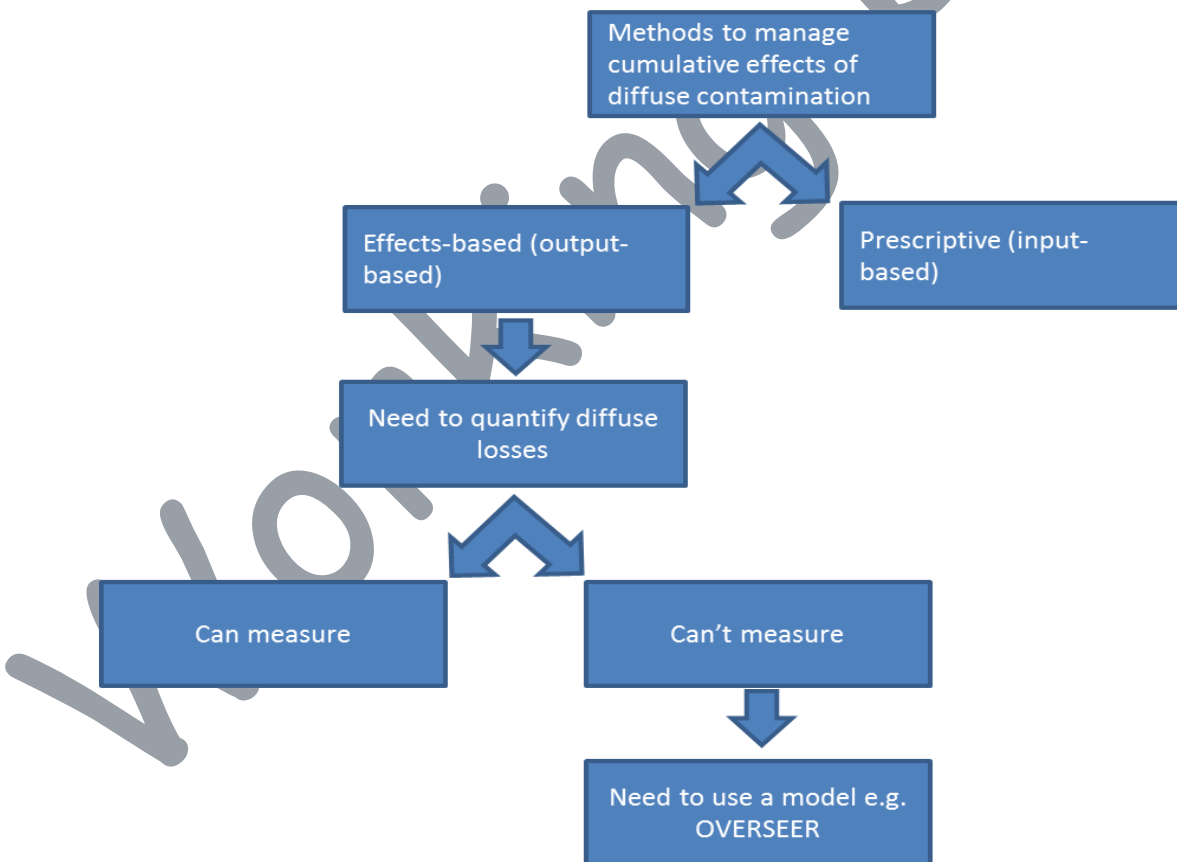 Methods to manage
cumulative effects of
diffuse contamination
Effects-based (output-
based)
Prescriptive (input-
based)
Need to quantify diffuse
losses
Can measure
Can’t measure
Need to use a model e.g.
OVERSEER
Working